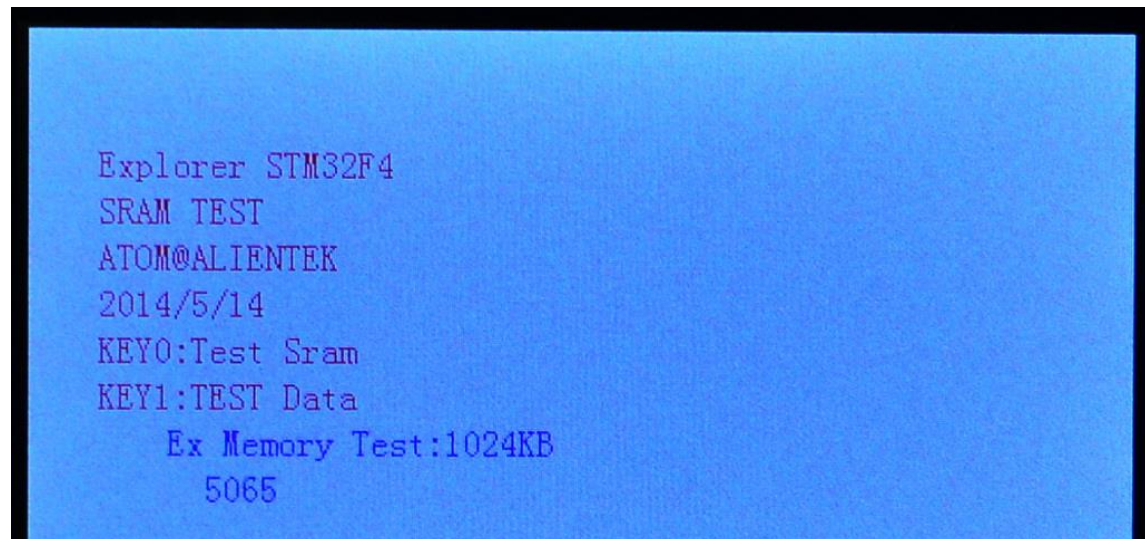 Explorer STM32F4
SRAM TEST
ATOM@ALIENTEK
2014/5/14
KEY0:Test Sram
KEY1:TEST Data
Ex Memory Test:1024KB
5065